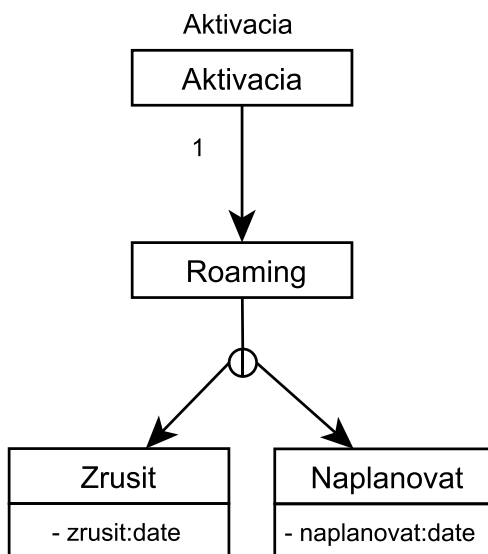 Aktivacia
Aktivacia
1
Roaming
Zrusit
Naplanovat
- zrusit:date
- naplanovat:date